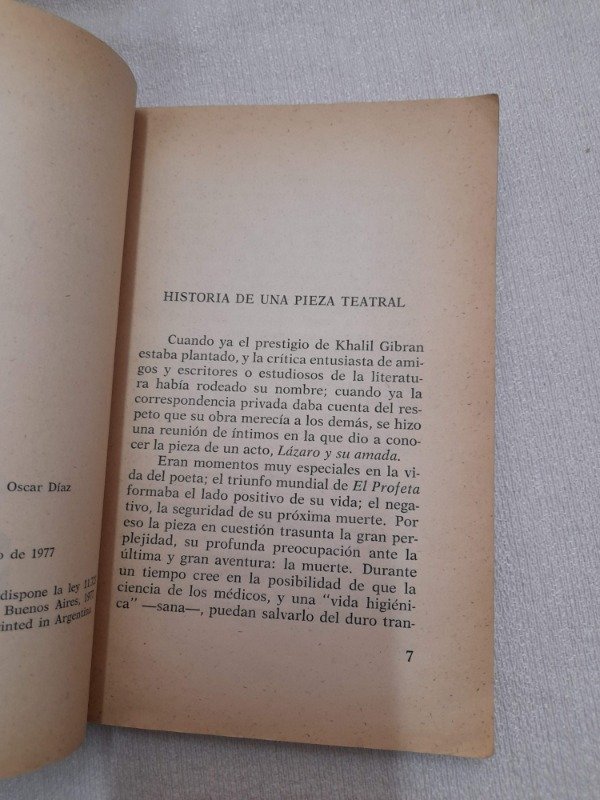 Oscar Díaz
o de 1977
dispone la ley 11.72
Buenos Aires, 1977
rinted in Argentina
HISTORIA DE UNA PIEZA TEATRAL
Cuando ya el prestigio de Khalil Gibran
estaba plantado, y la crítica entusiasta de ami-
gos y escritores o estudiosos de la literatu-
ra había rodeado su nombre; cuando ya la
correspondencia privada daba cuenta del res-
peto que su obra merecía a los demás, se hizo
una reunión de íntimos en la que dio a cono-
cer la pieza de un acto, Lázaro y su amada.
Eran momentos muy especiales en la vi-
da del poeta; el triunfo mundial de El Profeta
formaba el lado positivo de su vida; el nega-
tivo, la seguridad de su próxima muerte. Por
eso la pieza en cuestión trasunta la gran per-
plejidad, su profunda preocupación ante la
última y gran aventura: la muerte. Durante
un tiempo cree en la posibilidad de que la
ciencia de los médicos, y una "vida higiéni-
ca" —sana—, puedan salvarlo del duro tran-
7